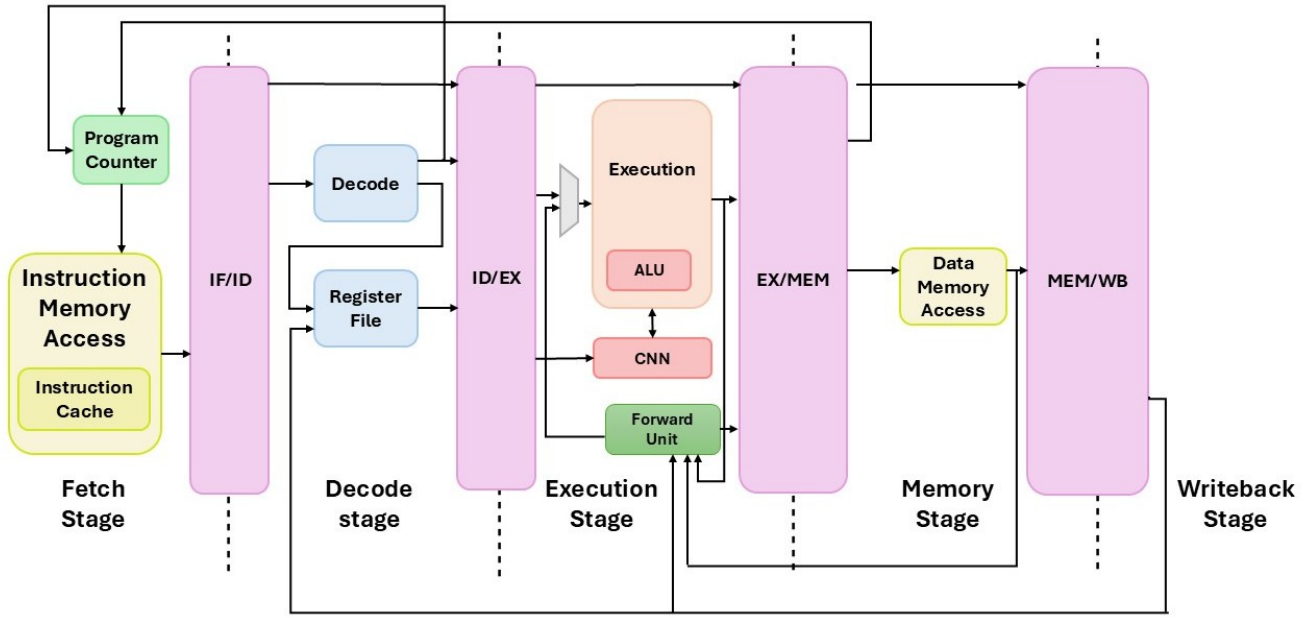 Program
Counter
Instruction
Memory
Access
Instruction
Cache
Fetch
Stage
IF/ID
Decode
Register
File
Decode
stage
ID/EX
Execution
ALU
CNN
Forward
Unit
Execution
Stage
EX/MEM
Data
Memory
Access
Memory
Stage
MEM/WB
Writeback
Stage